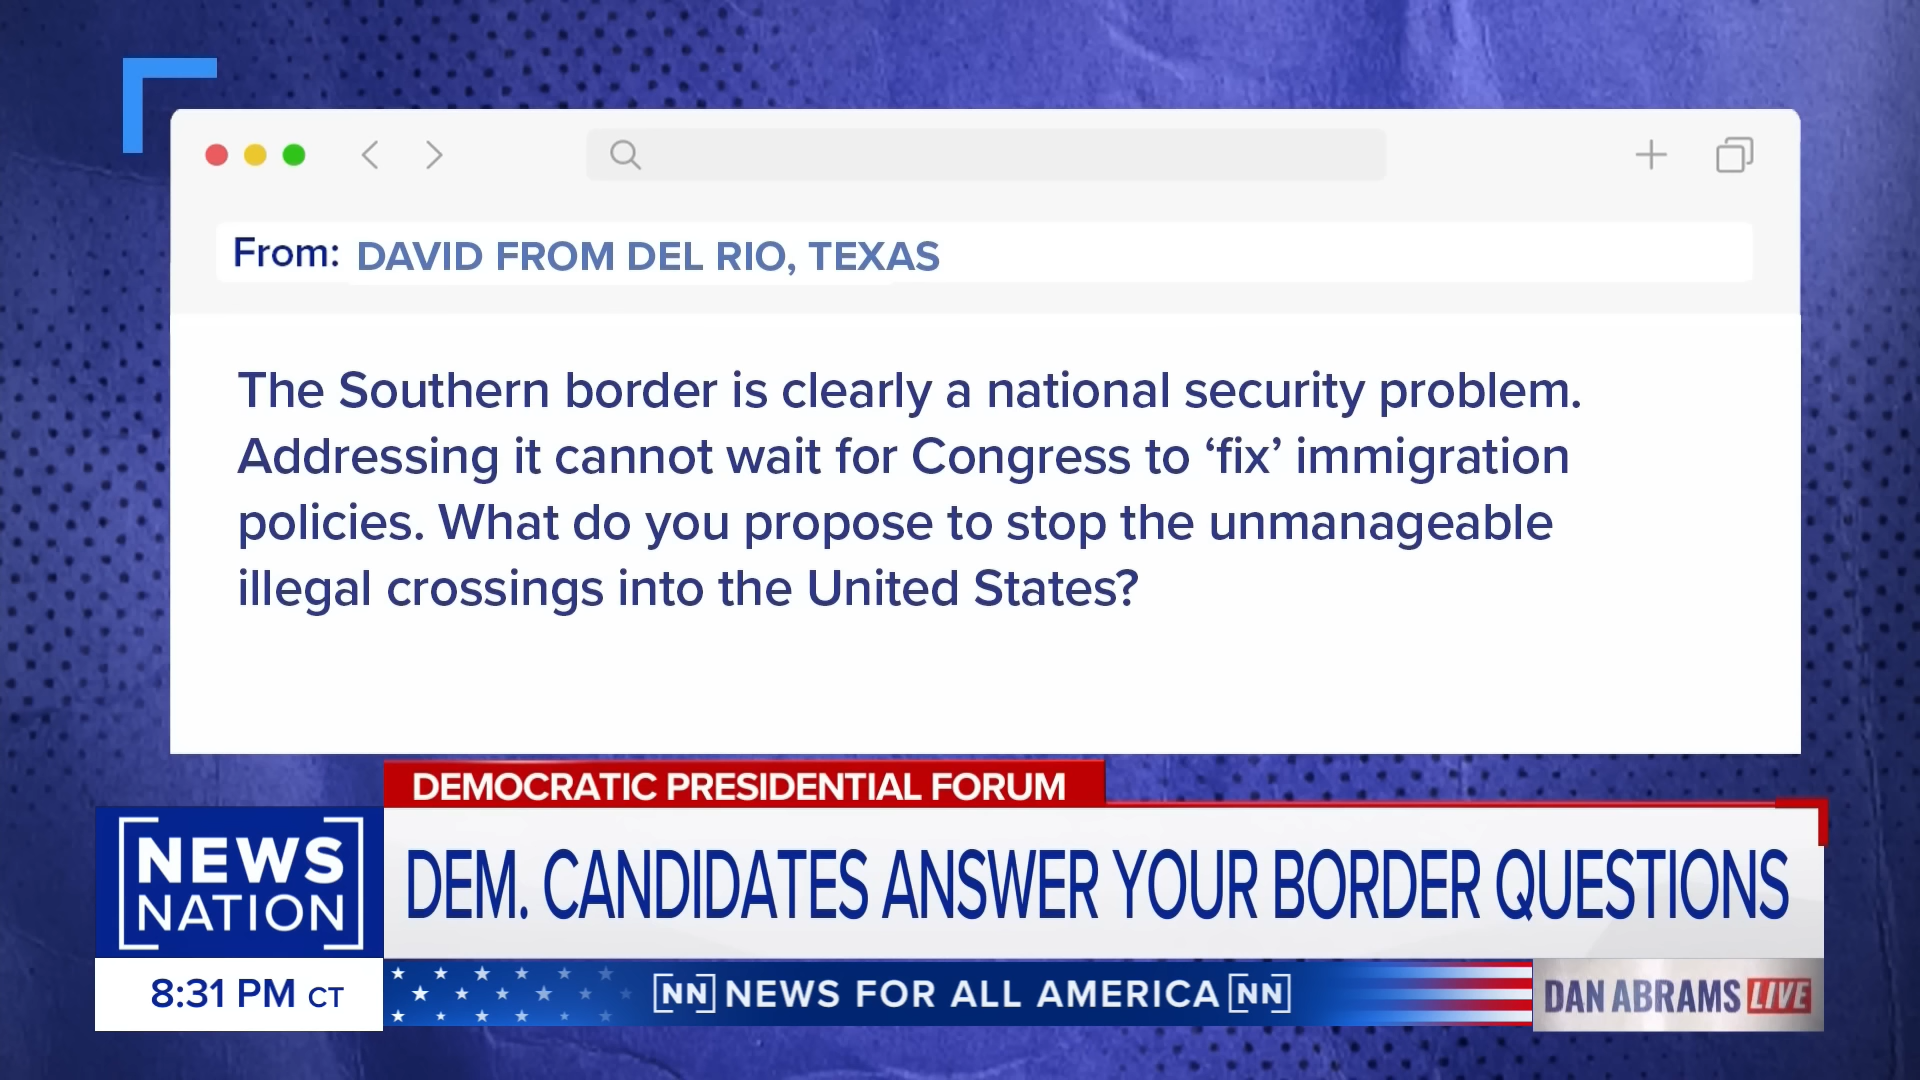 From: DAVID FROM DEL RIO, TEXAS
The Southern border is clearly a national security problem.
Addressing it cannot wait for Congress to ‘fix’ immigration
policies. What do you propose to stop the unmanageable
illegal crossings into the United States?
DEMOCRATIC PRESIDENTIAL FORUM
NEWS
NATION
DEM. CANDIDATES ANSWER YOUR BORDER QUESTIONS
8:31 PM CT
NN NEWS FOR ALL AMERICA NN
DAN ABRAMS LIVE